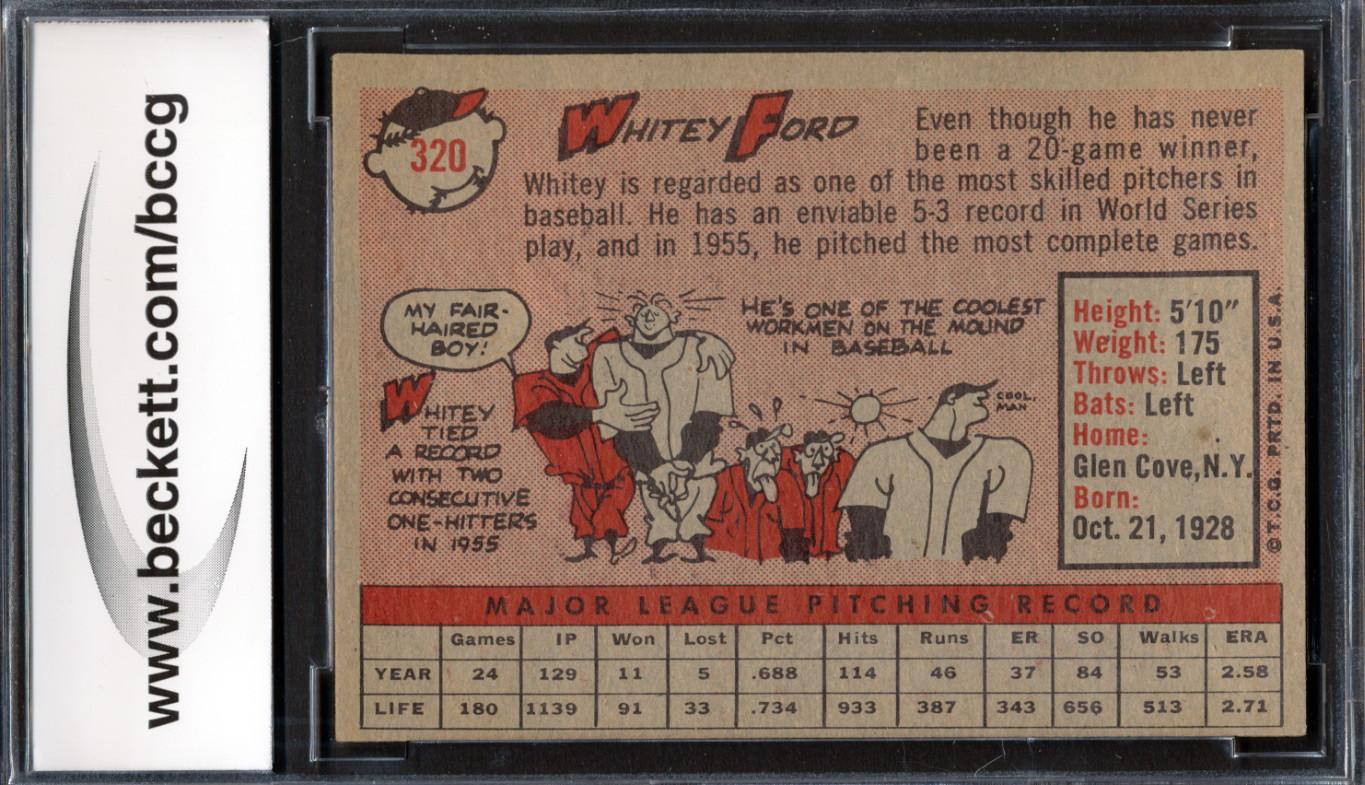 www.beckett.com/bccg
320
WHITEY FORD
Even though he has never
been a 20-game winner,
Whitey is regarded as one of the most skilled pitchers in
baseball. He has an enviable 5-3 record in World Series
play, and in 1955, he pitched the most complete games.
MY FAIR-
HAIRED
BOY!
WHITEY
TIED
A RECORD
WITH TWO
CONSECUTIVE
ONE-HITTERS
IN 1955
HE'S ONE OF THE COOLEST
WORKMEN ON THE MOUND
IN BASEBALL
COOL,
MAN
Height: 5'10"
Weight: 175
Throws: Left
Bats: Left
Home:
Glen Cove, N.Y.
Born:
Oct. 21, 1928
© T.C.G. PRTD. IN U.S.A.
MAJOR LEAGUE PITCHING RECORD
Games IP Won Lost Pct Hits Runs ER SO Walks ERA
YEAR 24 129 11 5 .688 114 46 37 84 53 2.58
LIFE 180 1139 91 33 .734 933 387 343 656 513 2.71